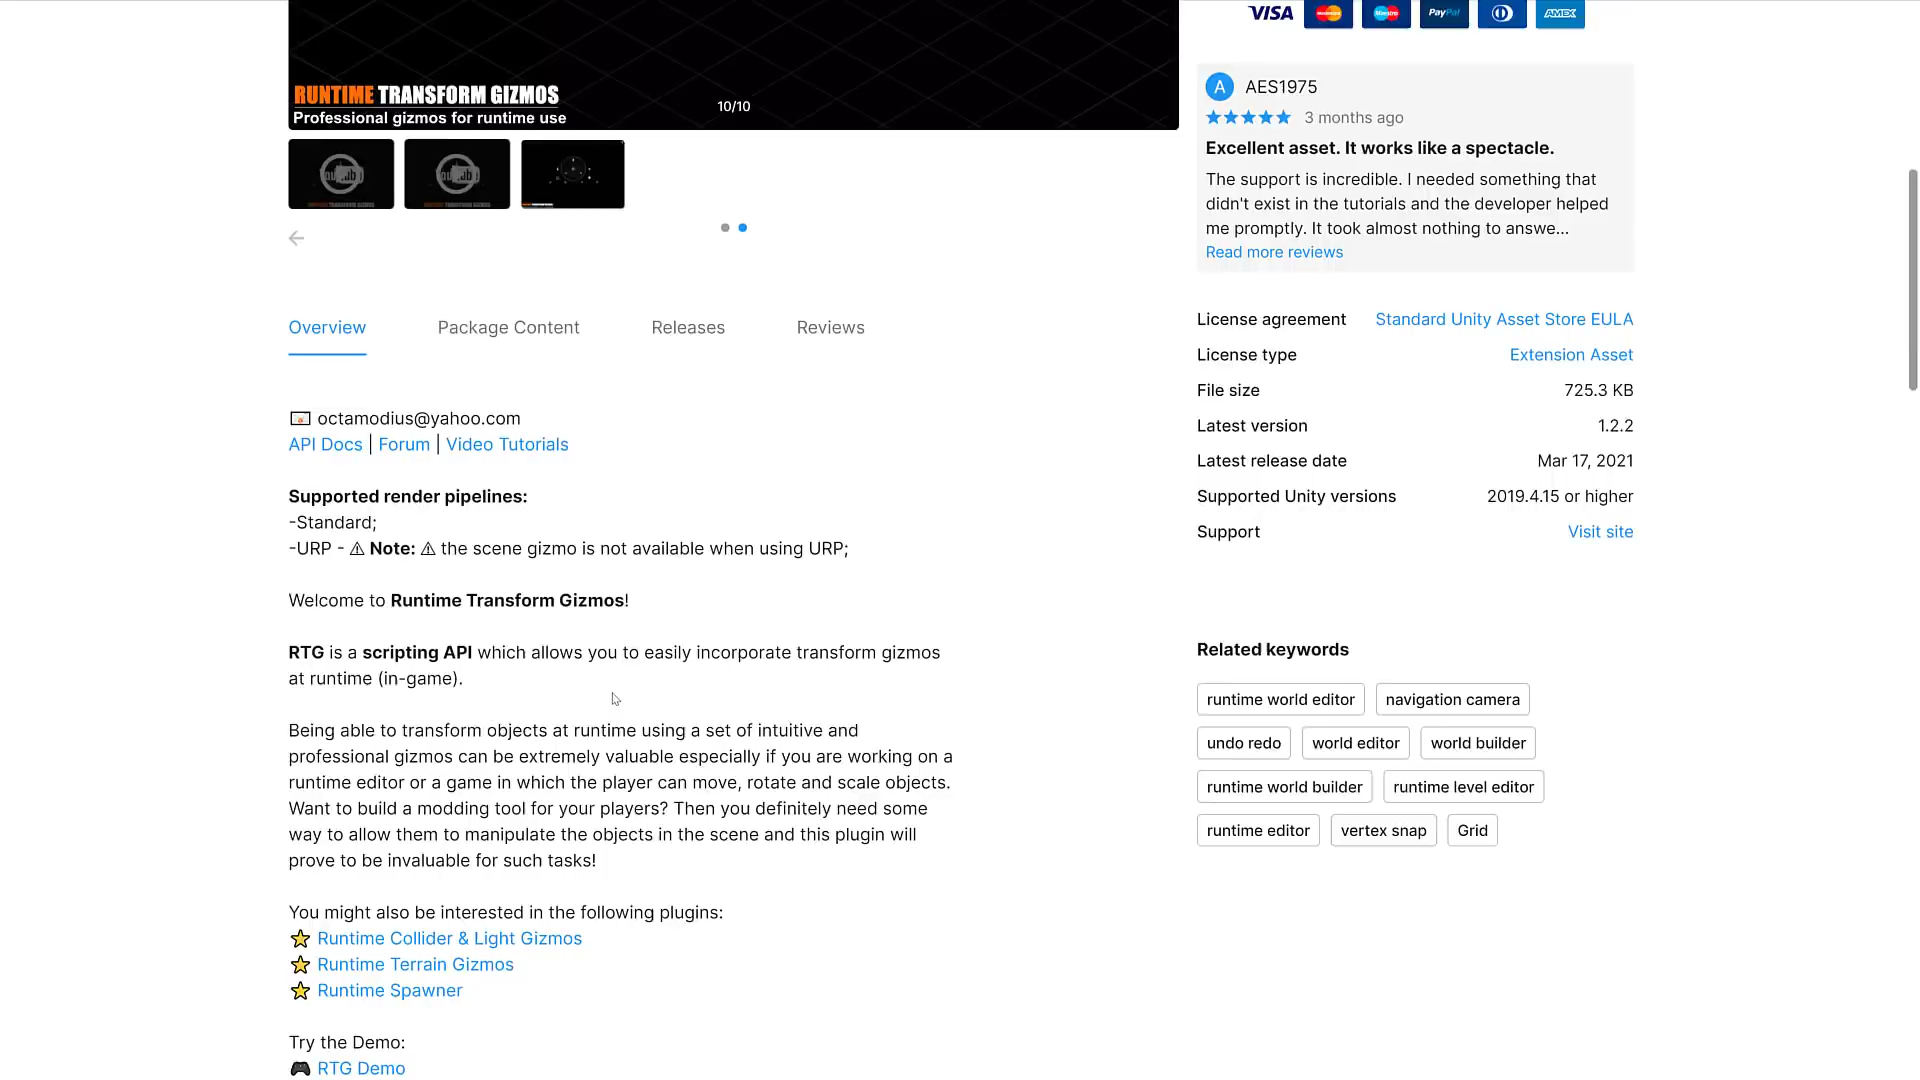 VISA
PayPal
AMEX
RUNTIME TRANSFORM GIZMOS
Professional gizmos for runtime use
10/10
A AES1975
3 months ago
Excellent asset. It works like a spectacle.
The support is incredible. I needed something that
didn't exist in the tutorials and the developer helped
me promptly. It took almost nothing to answe...
Read more reviews
Overview
Package Content
Releases
Reviews
License agreement Standard Unity Asset Store EULA
License type Extension Asset
File size 725.3 KB
Latest version 1.2.2
Latest release date Mar 17, 2021
Supported Unity versions 2019.4.15 or higher
Support Visit site
octamodius@yahoo.com
API Docs | Forum | Video Tutorials
Supported render pipelines:
-Standard;
-URP - ⚠ Note: ⚠ the scene gizmo is not available when using URP;
Welcome to Runtime Transform Gizmos!
RTG is a scripting API which allows you to easily incorporate transform gizmos
at runtime (in-game).
Being able to transform objects at runtime using a set of intuitive and
professional gizmos can be extremely valuable especially if you are working on a
runtime editor or a game in which the player can move, rotate and scale objects.
Want to build a modding tool for your players? Then you definitely need some
way to allow them to manipulate the objects in the scene and this plugin will
prove to be invaluable for such tasks!
You might also be interested in the following plugins:
⭐ Runtime Collider & Light Gizmos
⭐ Runtime Terrain Gizmos
⭐ Runtime Spawner
Try the Demo:
🎮 RTG Demo
Related keywords
runtime world editor
navigation camera
undo redo
world editor
world builder
runtime world builder
runtime level editor
runtime editor
vertex snap
Grid